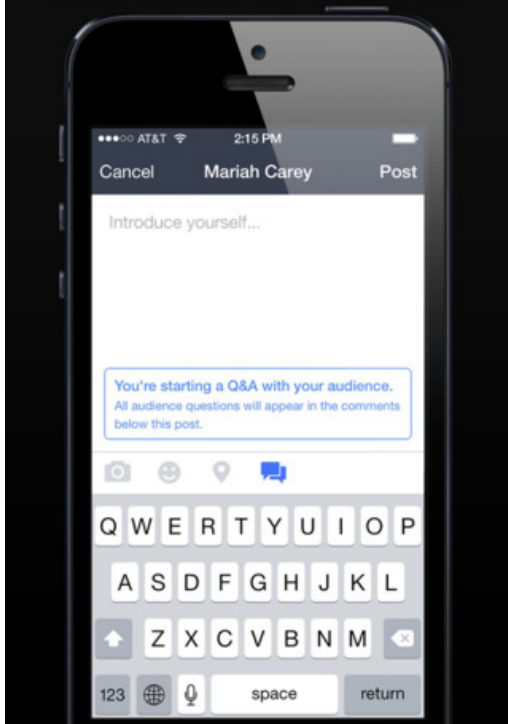 AT&T 2:15 PM
Cancel Mariah Carey Post
Introduce yourself...
You're starting a Q&A with your audience.
All audience questions will appear in the comments
below this post.
Q W E R T Y U I O P
A S D F G H J K L
Z X C V B N M
123 space return